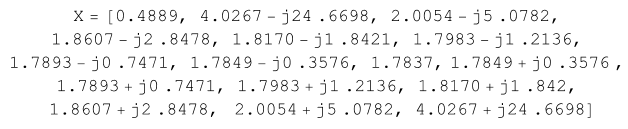 X = [0.4889, 4.0267 - j24 .6698, 2.0054 - j5 .0782,
1.8607 - j2 .8478, 1.8170 - j1 .8421, 1.7983 - j1 .2136,
1.7893 - j0 .7471, 1.7849 - j0 .3576, 1.7837, 1.7849 + j0 .3576 ,
1.7893 + j0 .7471, 1.7983 + j1 .2136, 1.8170 + j1 .842,
1.8607 + j2 .8478, 2.0054 + j5 .0782, 4.0267 + j24 .6698]